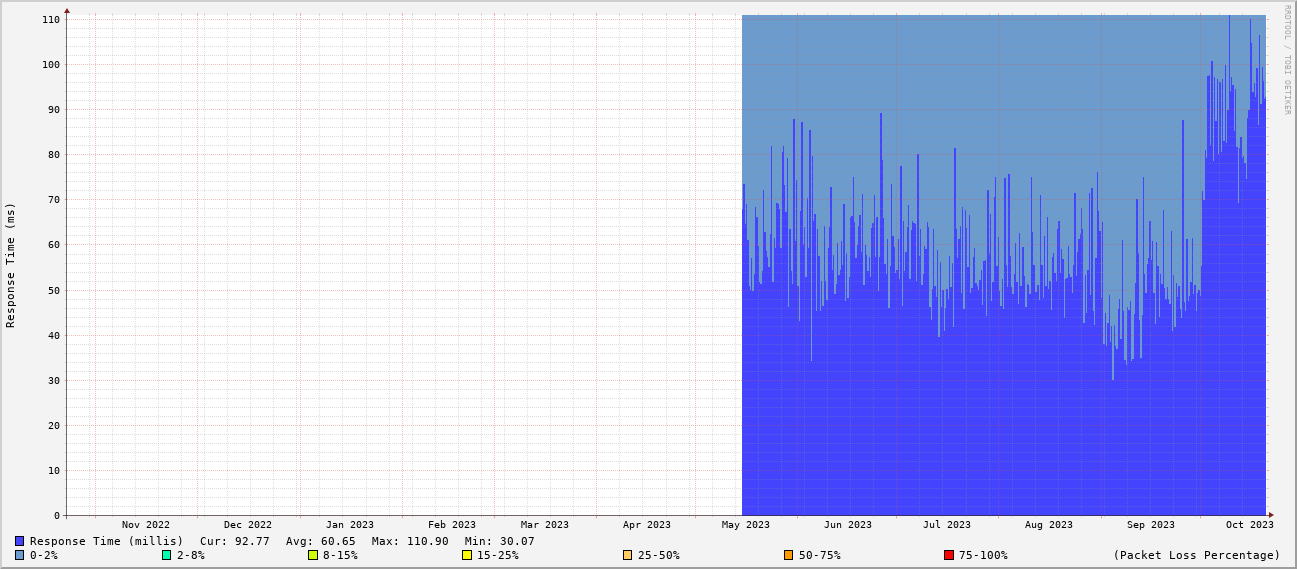 RRDTOOL / TOBI OETIKER
Response Time (ms)
110
100
90
80
70
60
50
40
30
20
10
0
Nov 2022 Dec 2022 Jan 2023 Feb 2023 Mar 2023 Apr 2023 May 2023 Jun 2023 Jul 2023 Aug 2023 Sep 2023 Oct 2023
Response Time (millis) Cur: 92.77 Avg: 60.65 Max: 110.90 Min: 30.07
0-2% 2-8% 8-15% 15-25% 25-50% 50-75% 75-100% (Packet Loss Percentage)